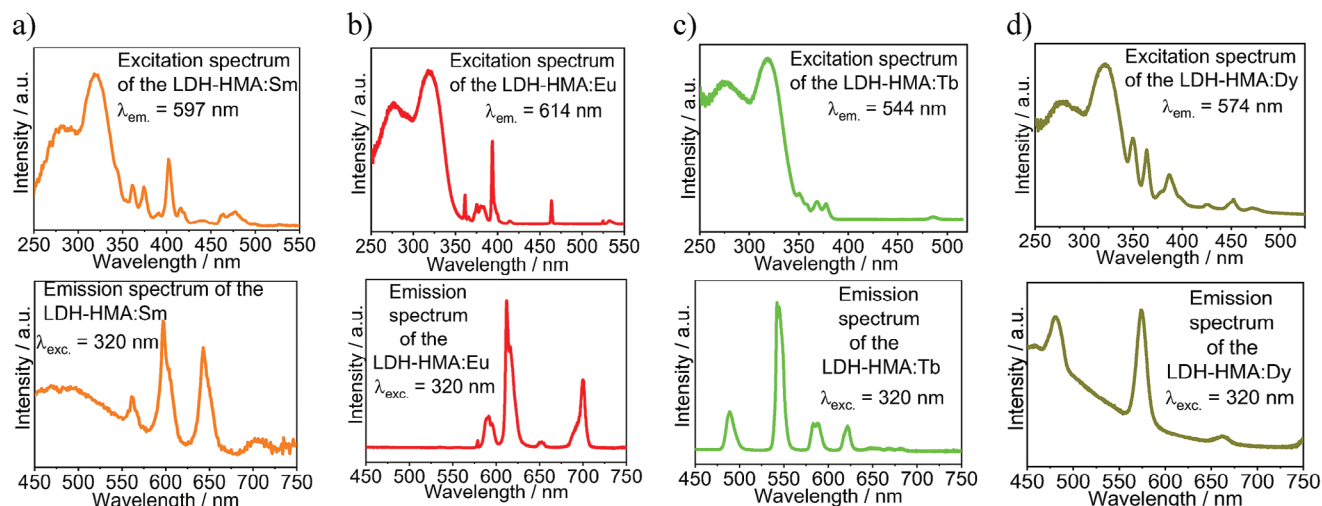 a)
Excitation spectrum
of the LDH-HMA:Sm
λem. = 597 nm
Intensity / a.u.
250 300 350 400 450 500 550
Wavelength / nm
Emission spectrum of the
LDH-HMA:Sm
λexc. = 320 nm
Intensity / a.u.
450 500 550 600 650 700 750
Wavelength / nm
b)
Excitation spectrum
of the LDH-HMA:Eu
λem. = 614 nm
Intensity / a.u.
250 300 350 400 450 500 550
Wavelength / nm
Emission
spectrum
of the
LDH-HMA:Eu
λexc. = 320 nm
Intensity / a.u.
450 500 550 600 650 700 750
Wavelength / nm
c)
Excitation spectrum
of the LDH-HMA:Tb
λem. = 544 nm
Intensity / a.u.
250 300 350 400 450 500
Wavelength / nm
Emission
spectrum
of the
LDH-HMA:Tb
λexc. = 320 nm
Intensity / a.u.
450 500 550 600 650 700 750
Wavelength / nm
d)
Excitation spectrum
of the LDH-HMA:Dy
λem. = 574 nm
Intensity / a.u.
250 300 350 400 450 500
Wavelength / nm
Emission
spectrum
of the
LDH-HMA:Dy
λexc. = 320 nm
Intensity / a.u.
450 500 550 600 650 700 750
Wavelength / nm